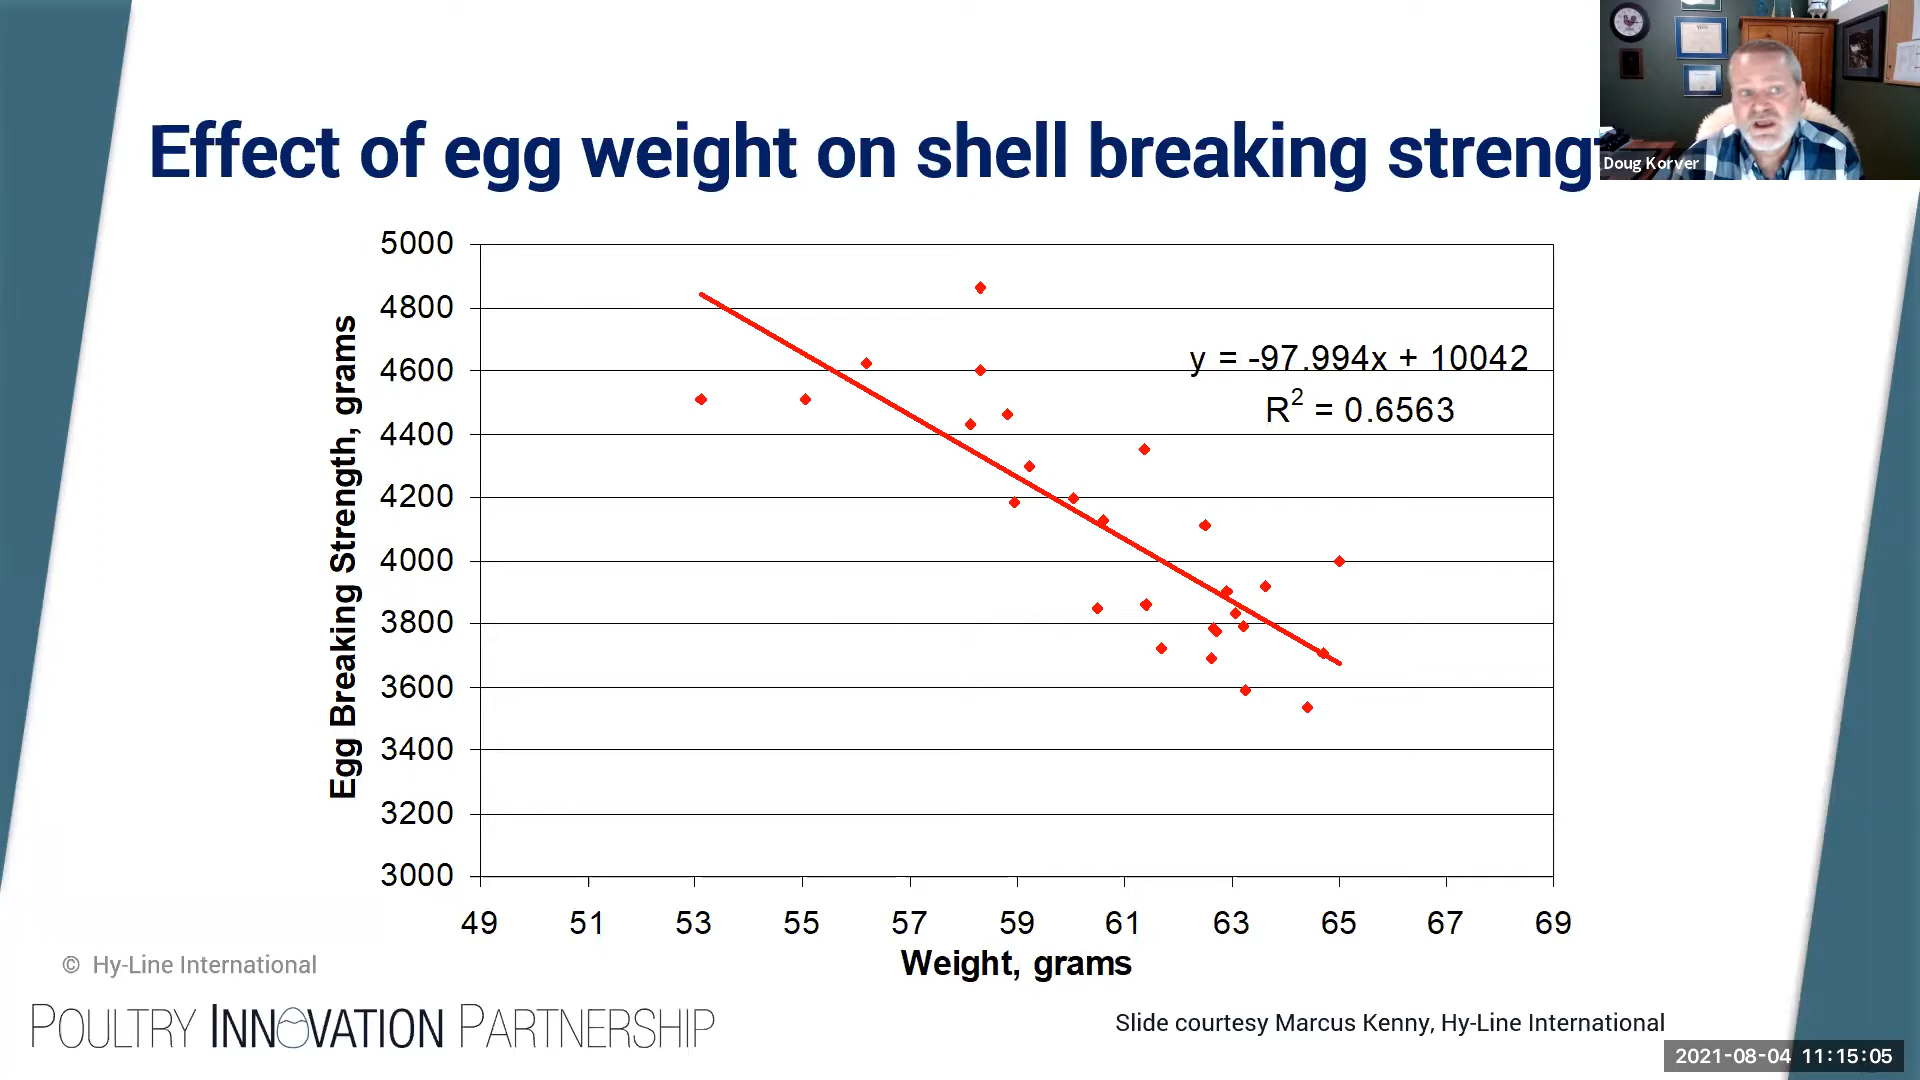 Effect of egg weight on shell breaking streng
Doug Korver
5000
4800
4600
4400
4200
4000
3800
3600
3400
3200
3000
Egg Breaking Strength, grams
y = -97.994x + 10042
R² = 0.6563
49 51 53 55 57 59 61 63 65 67 69
Weight, grams
© Hy-Line International
POULTRY INNOVATION PARTNERSHIP
Slide courtesy Marcus Kenny, Hy-Line International
2021-08-04 11:15:05